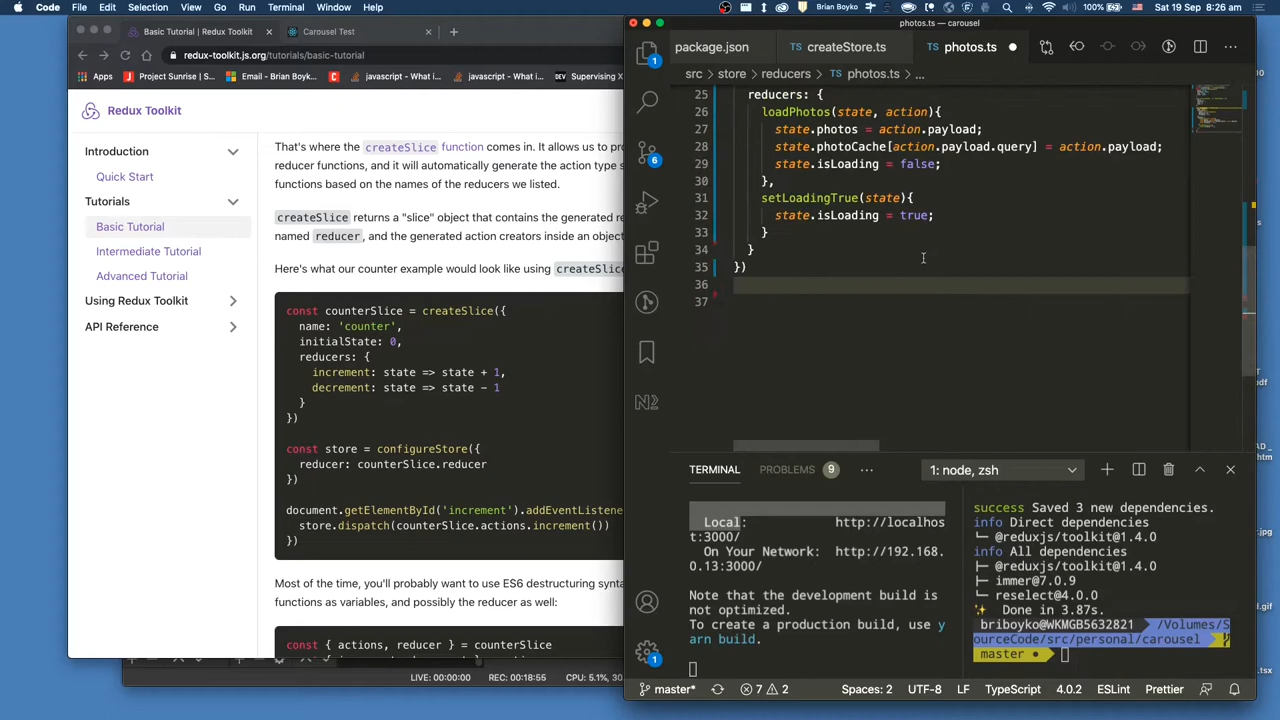 Code File Edit Selection View Go Run Terminal Window Help
Brian Boyko Sat 19 Sep 8:26 am
Basic Tutorial | Redux Toolkit
Carousel Test
redux-toolkit.js.org/tutorials/basic-tutorial
Apps Project Sunrise | S... Email - Brian Boyk... javascript - What i... javascript - What i... DEV Supervising X
Redux Toolkit
Introduction
Quick Start
Tutorials
Basic Tutorial
Intermediate Tutorial
Advanced Tutorial
Using Redux Toolkit
API Reference
That's where the createSlice function comes in. It allows us to pro
reducer functions, and it will automatically generate the action type s
functions based on the names of the reducers we listed.
createSlice returns a "slice" object that contains the generated re
named reducer, and the generated action creators inside an object
Here's what our counter example would look like using createSlice
const counterSlice = createSlice({
name: 'counter',
initialState: 0,
reducers: {
increment: state => state + 1,
decrement: state => state - 1
}
})
const store = configureStore({
reducer: counterSlice.reducer
})
document.getElementById('increment').addEventListene
store.dispatch(counterSlice.actions.increment())
})
Most of the time, you'll probably want to use ES6 destructuring synta
functions as variables, and possibly the reducer as well:
const { actions, reducer } = counterSlice
LIVE: 00:00:00 REC: 00:18:55 CPU: 5.1%, 30.
photos.ts — carousel
package.json createStore.ts photos.ts
src > store > reducers > photos.ts > ...
25 reducers: {
26 loadPhotos(state, action){
27 state.photos = action.payload;
28 state.photoCache[action.payload.query] = action.payload;
29 state.isLoading = false;
30 },
31 setLoadingTrue(state){
32 state.isLoading = true;
33 }
34 }
35 })
36
37
TERMINAL PROBLEMS 9 ... 1: node, zsh
Local: http://localhos
t:3000/
On Your Network: http://192.168.
0.13:3000/
Note that the development build is
not optimized.
To create a production build, use y
arn build.
success Saved 3 new dependencies.
info Direct dependencies
└─ @reduxjs/toolkit@1.4.0
info All dependencies
├─ @reduxjs/toolkit@1.4.0
├─ immer@7.0.9
└─ reselect@4.0.0
✨ Done in 3.87s.
briboyko@WKMGB5632821 /Volumes/S
ourceCode/src/personal/carousel
master ●
master* 7 2 Spaces: 2 UTF-8 LF TypeScript 4.0.2 ESLint Prettier